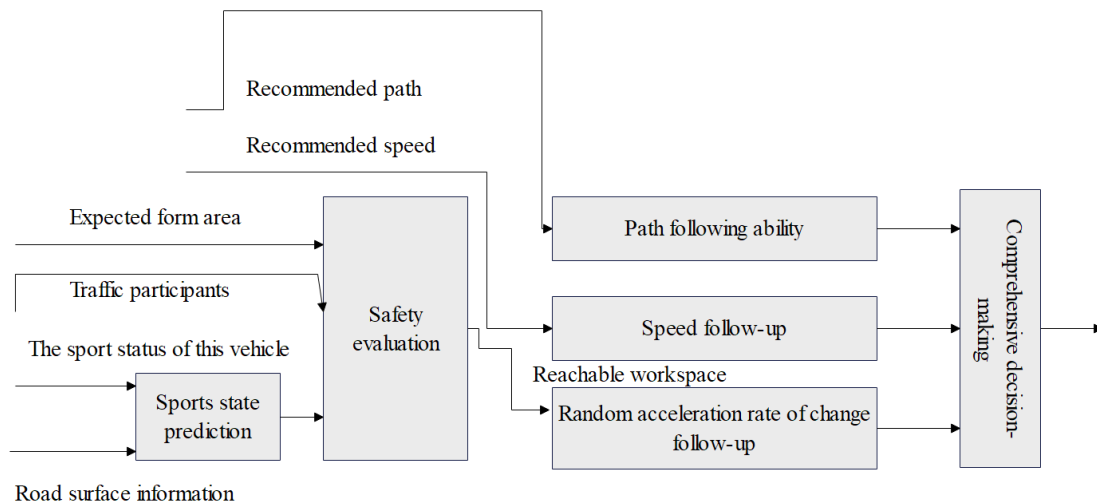 Recommended path
Recommended speed
Expected form area
Traffic participants
The sport status of this vehicle
Sports state
prediction
Road surface information
Safety
evaluation
Path following ability
Speed follow-up
Reachable workspace
Random acceleration rate of change
follow-up
Comprehensive decision-
making